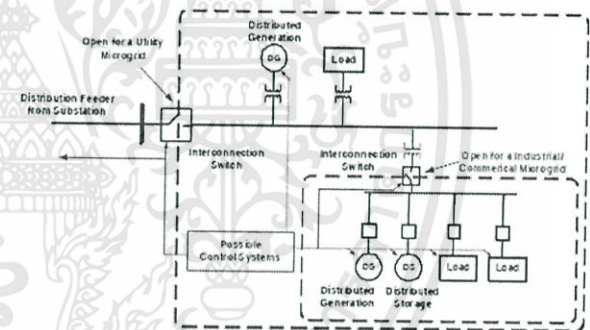 Distributed
Generation
Open for a Utility
Microgrid
DG
Load
Distribution Feeder
from Substation
Interconnection
Switch
Interconnection
Switch
Open for a Industrial/
Commerical Microgrid
Possible
Control Systems
DG
DS
Load
Load
Distributed
Generation
Distributed
Storage